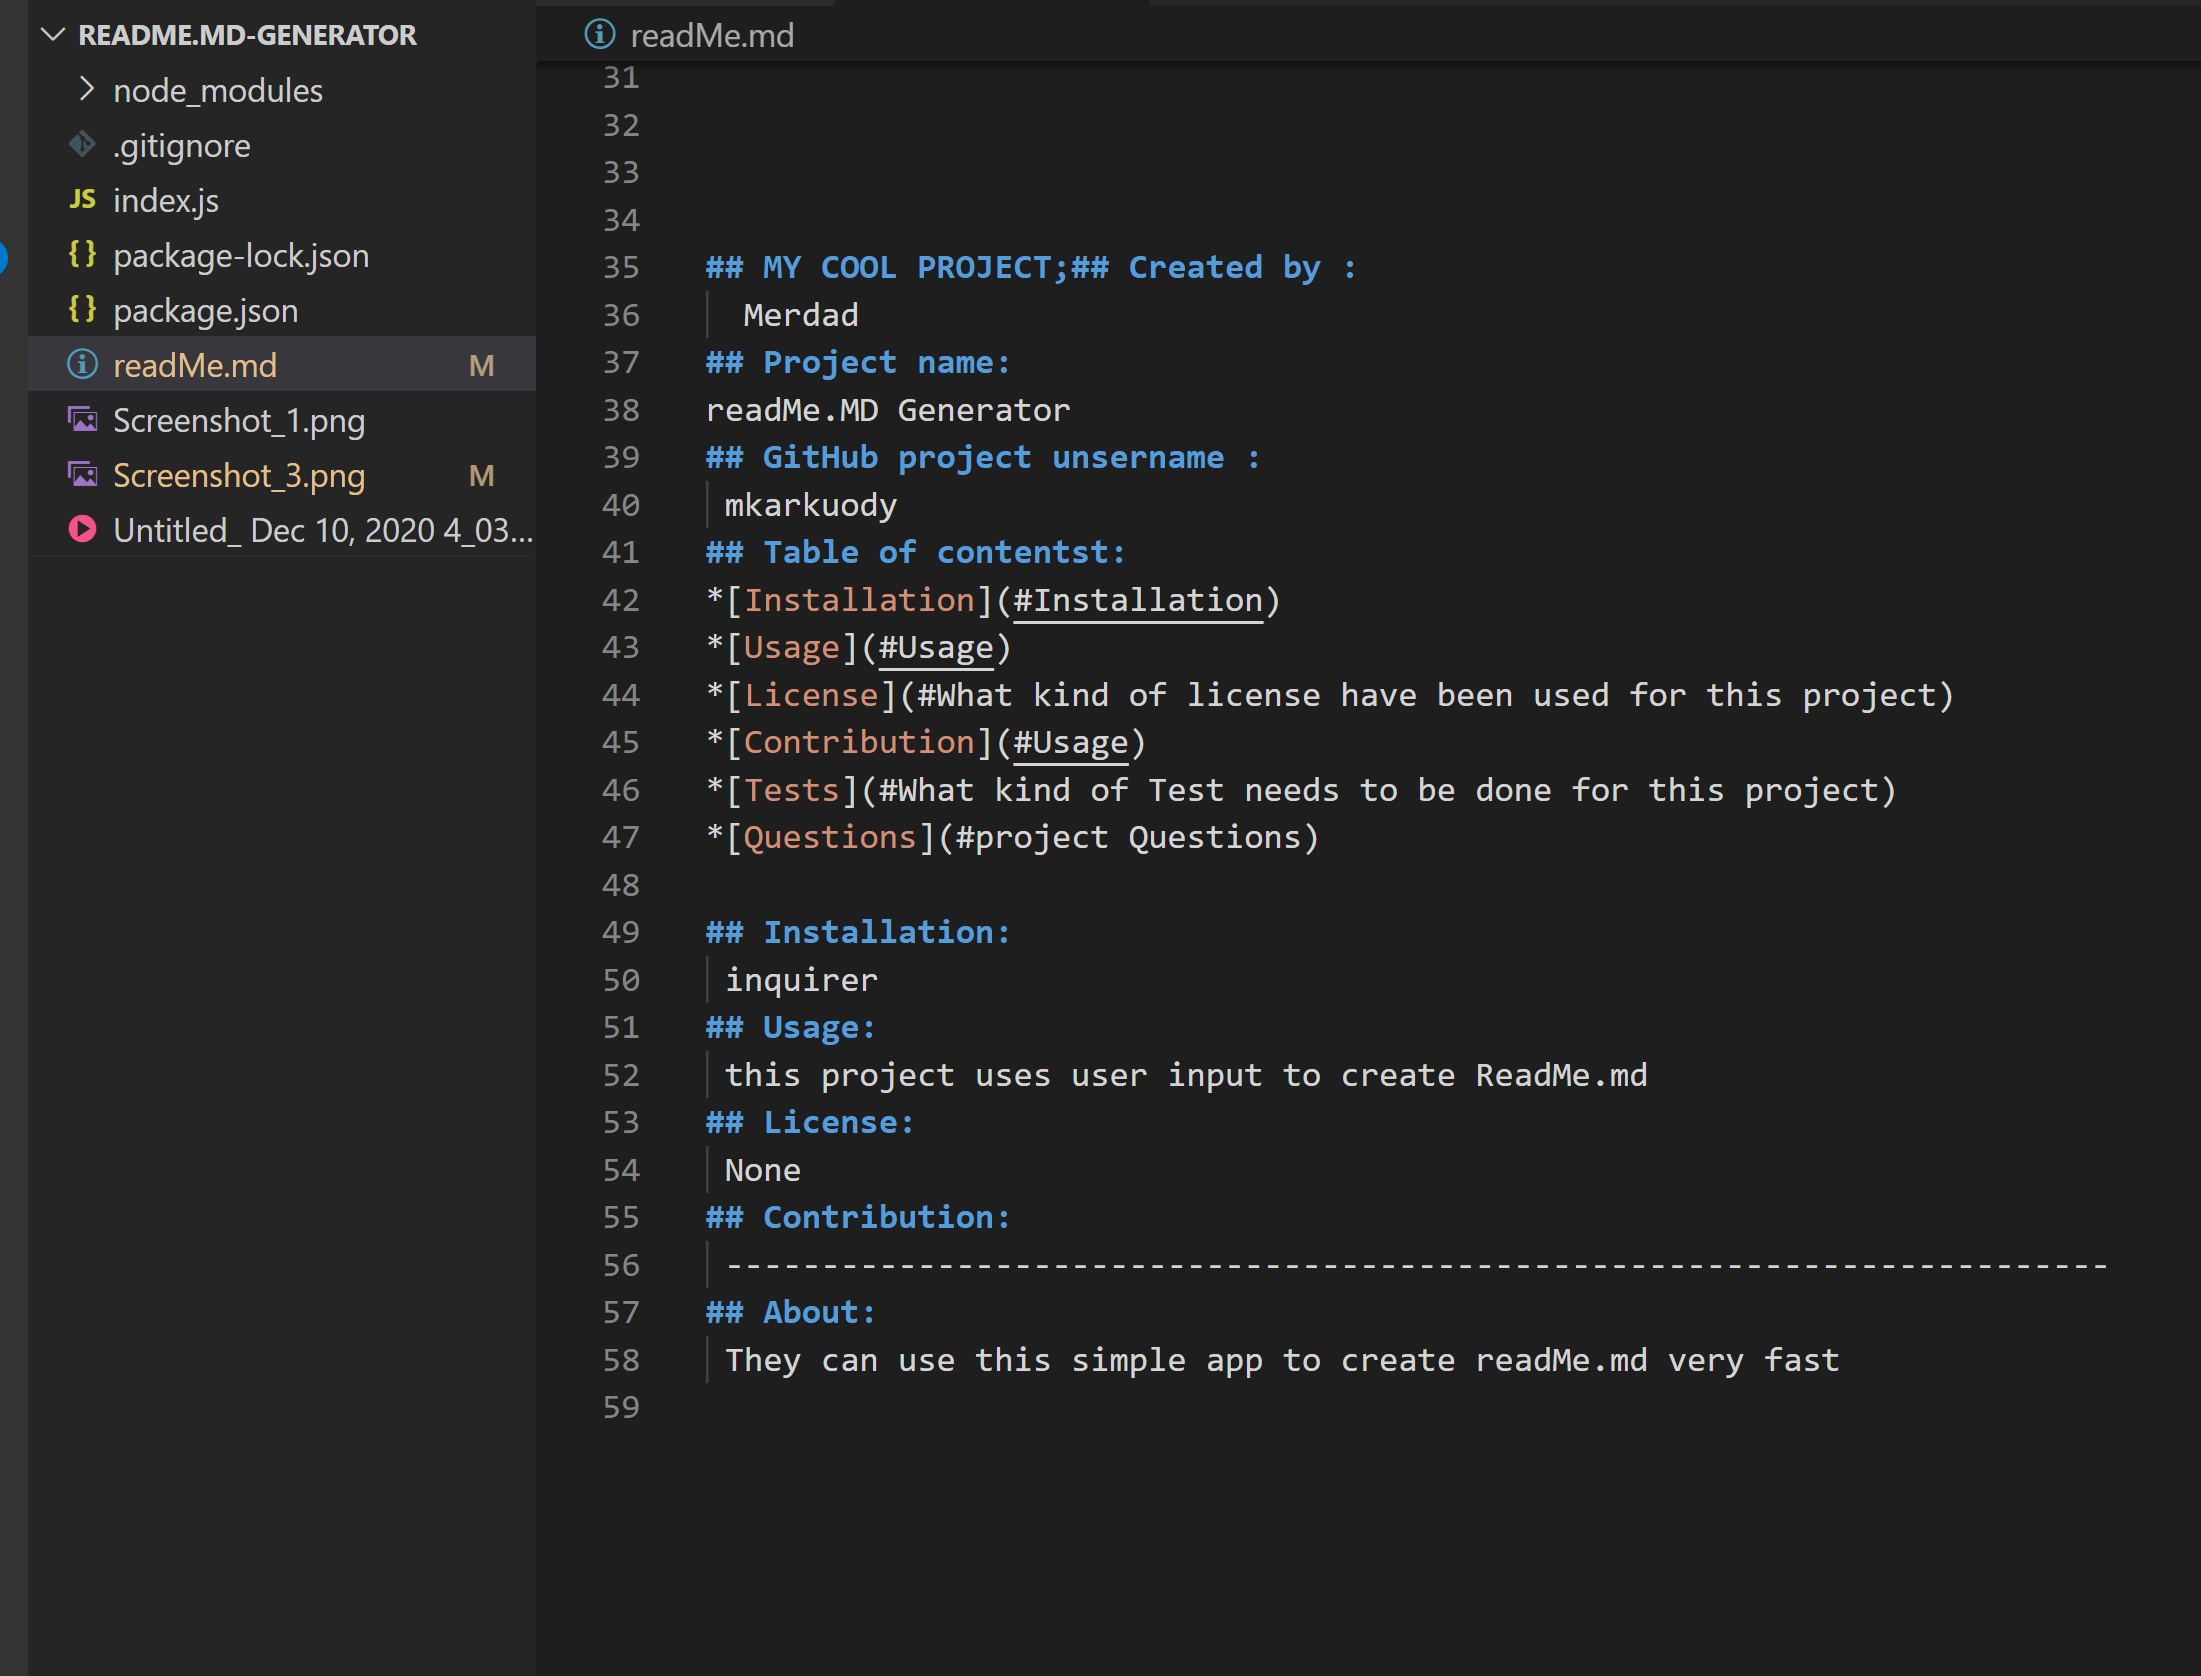 README.MD-GENERATOR
node_modules
.gitignore
JS index.js
{} package-lock.json
{} package.json
readMe.md M
Screenshot_1.png
Screenshot_3.png M
Untitled_ Dec 10, 2020 4_03...
readMe.md
31
32
33
34
35 ## MY COOL PROJECT;## Created by :
36 Merdad
37 ## Project name:
38 readMe.MD Generator
39 ## GitHub project unsername :
40 mkarkuody
41 ## Table of contentst:
42 *[Installation](#Installation)
43 *[Usage](#Usage)
44 *[License](#What kind of license have been used for this project)
45 *[Contribution](#Usage)
46 *[Tests](#What kind of Test needs to be done for this project)
47 *[Questions](#project Questions)
48
49 ## Installation:
50 inquirer
51 ## Usage:
52 this project uses user input to create ReadMe.md
53 ## License:
54 None
55 ## Contribution:
56 ------------------------------------------------------------------------
57 ## About:
58 They can use this simple app to create readMe.md very fast
59